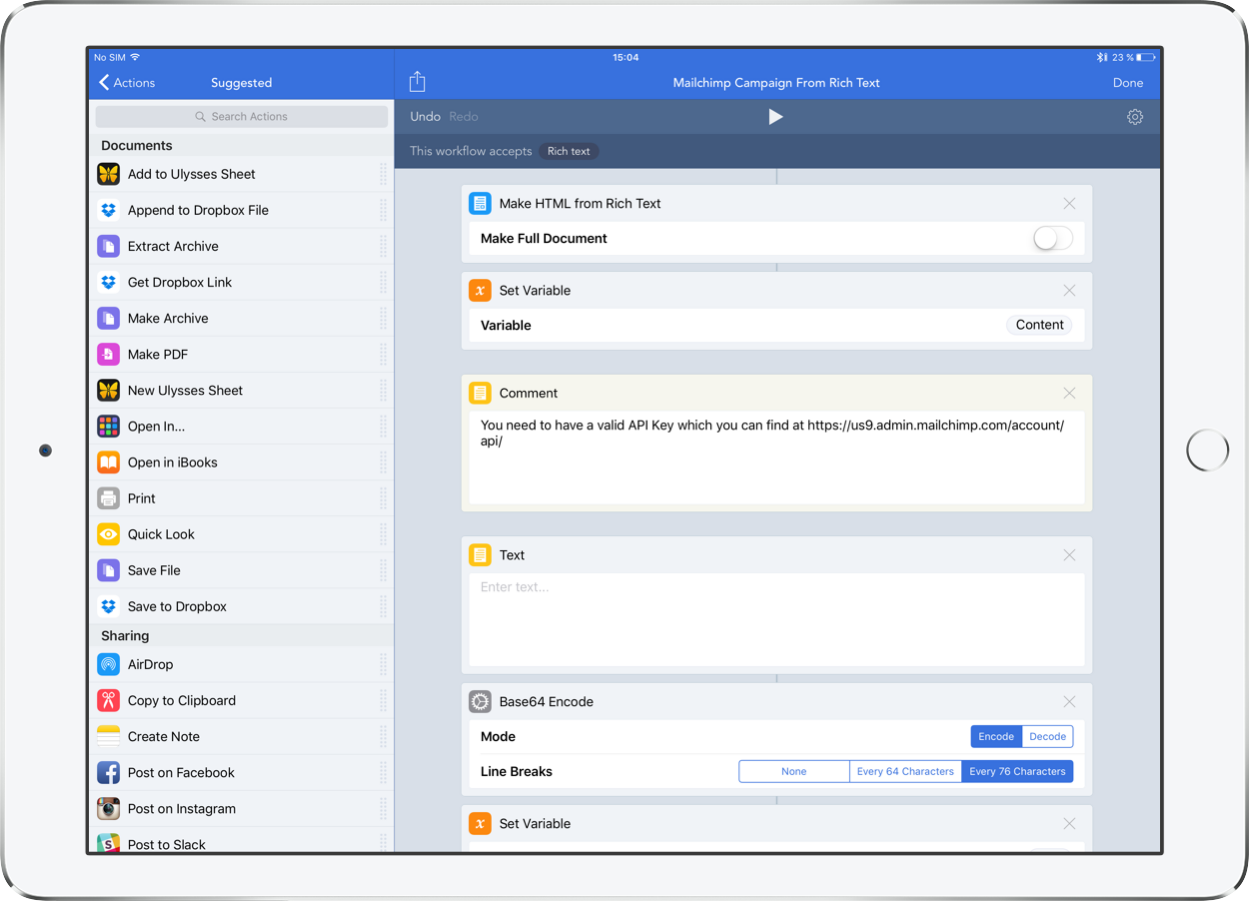 No SIM
15:04
23 %
Actions
Suggested
Mailchimp Campaign From Rich Text
Done
Search Actions
Undo
Redo
This workflow accepts
Rich text
Documents
Add to Ulysses Sheet
Append to Dropbox File
Extract Archive
Get Dropbox Link
Make Archive
Make PDF
New Ulysses Sheet
Open In...
Open in iBooks
Print
Quick Look
Save File
Save to Dropbox
Sharing
AirDrop
Copy to Clipboard
Create Note
Post on Facebook
Post on Instagram
Post to Slack
Make HTML from Rich Text
Make Full Document
Set Variable
Variable
Content
Comment
You need to have a valid API Key which you can find at https://us9.admin.mailchimp.com/account/
api/
Text
Enter text...
Base64 Encode
Mode
Encode
Decode
Line Breaks
None
Every 64 Characters
Every 76 Characters
Set Variable